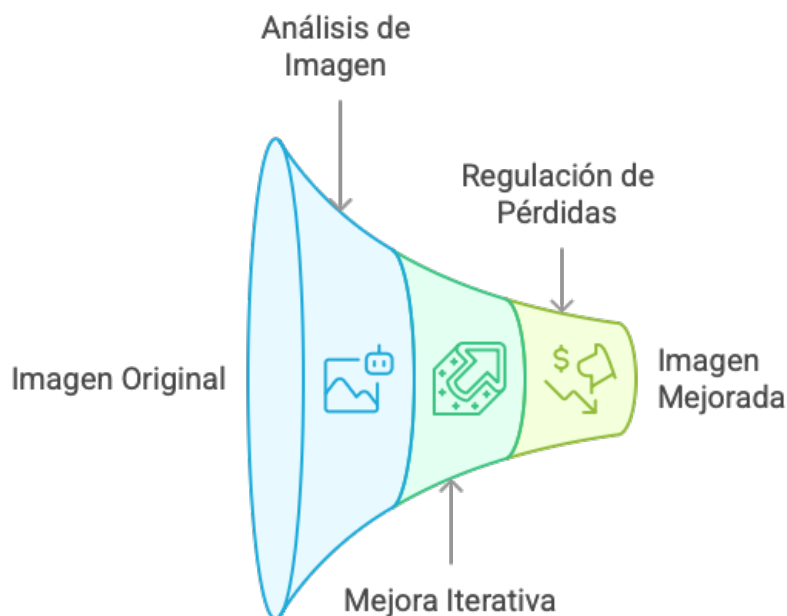 Análisis de
Imagen
Regulación de
Pérdidas
Imagen Original
$
Imagen
Mejorada
Mejora Iterativa